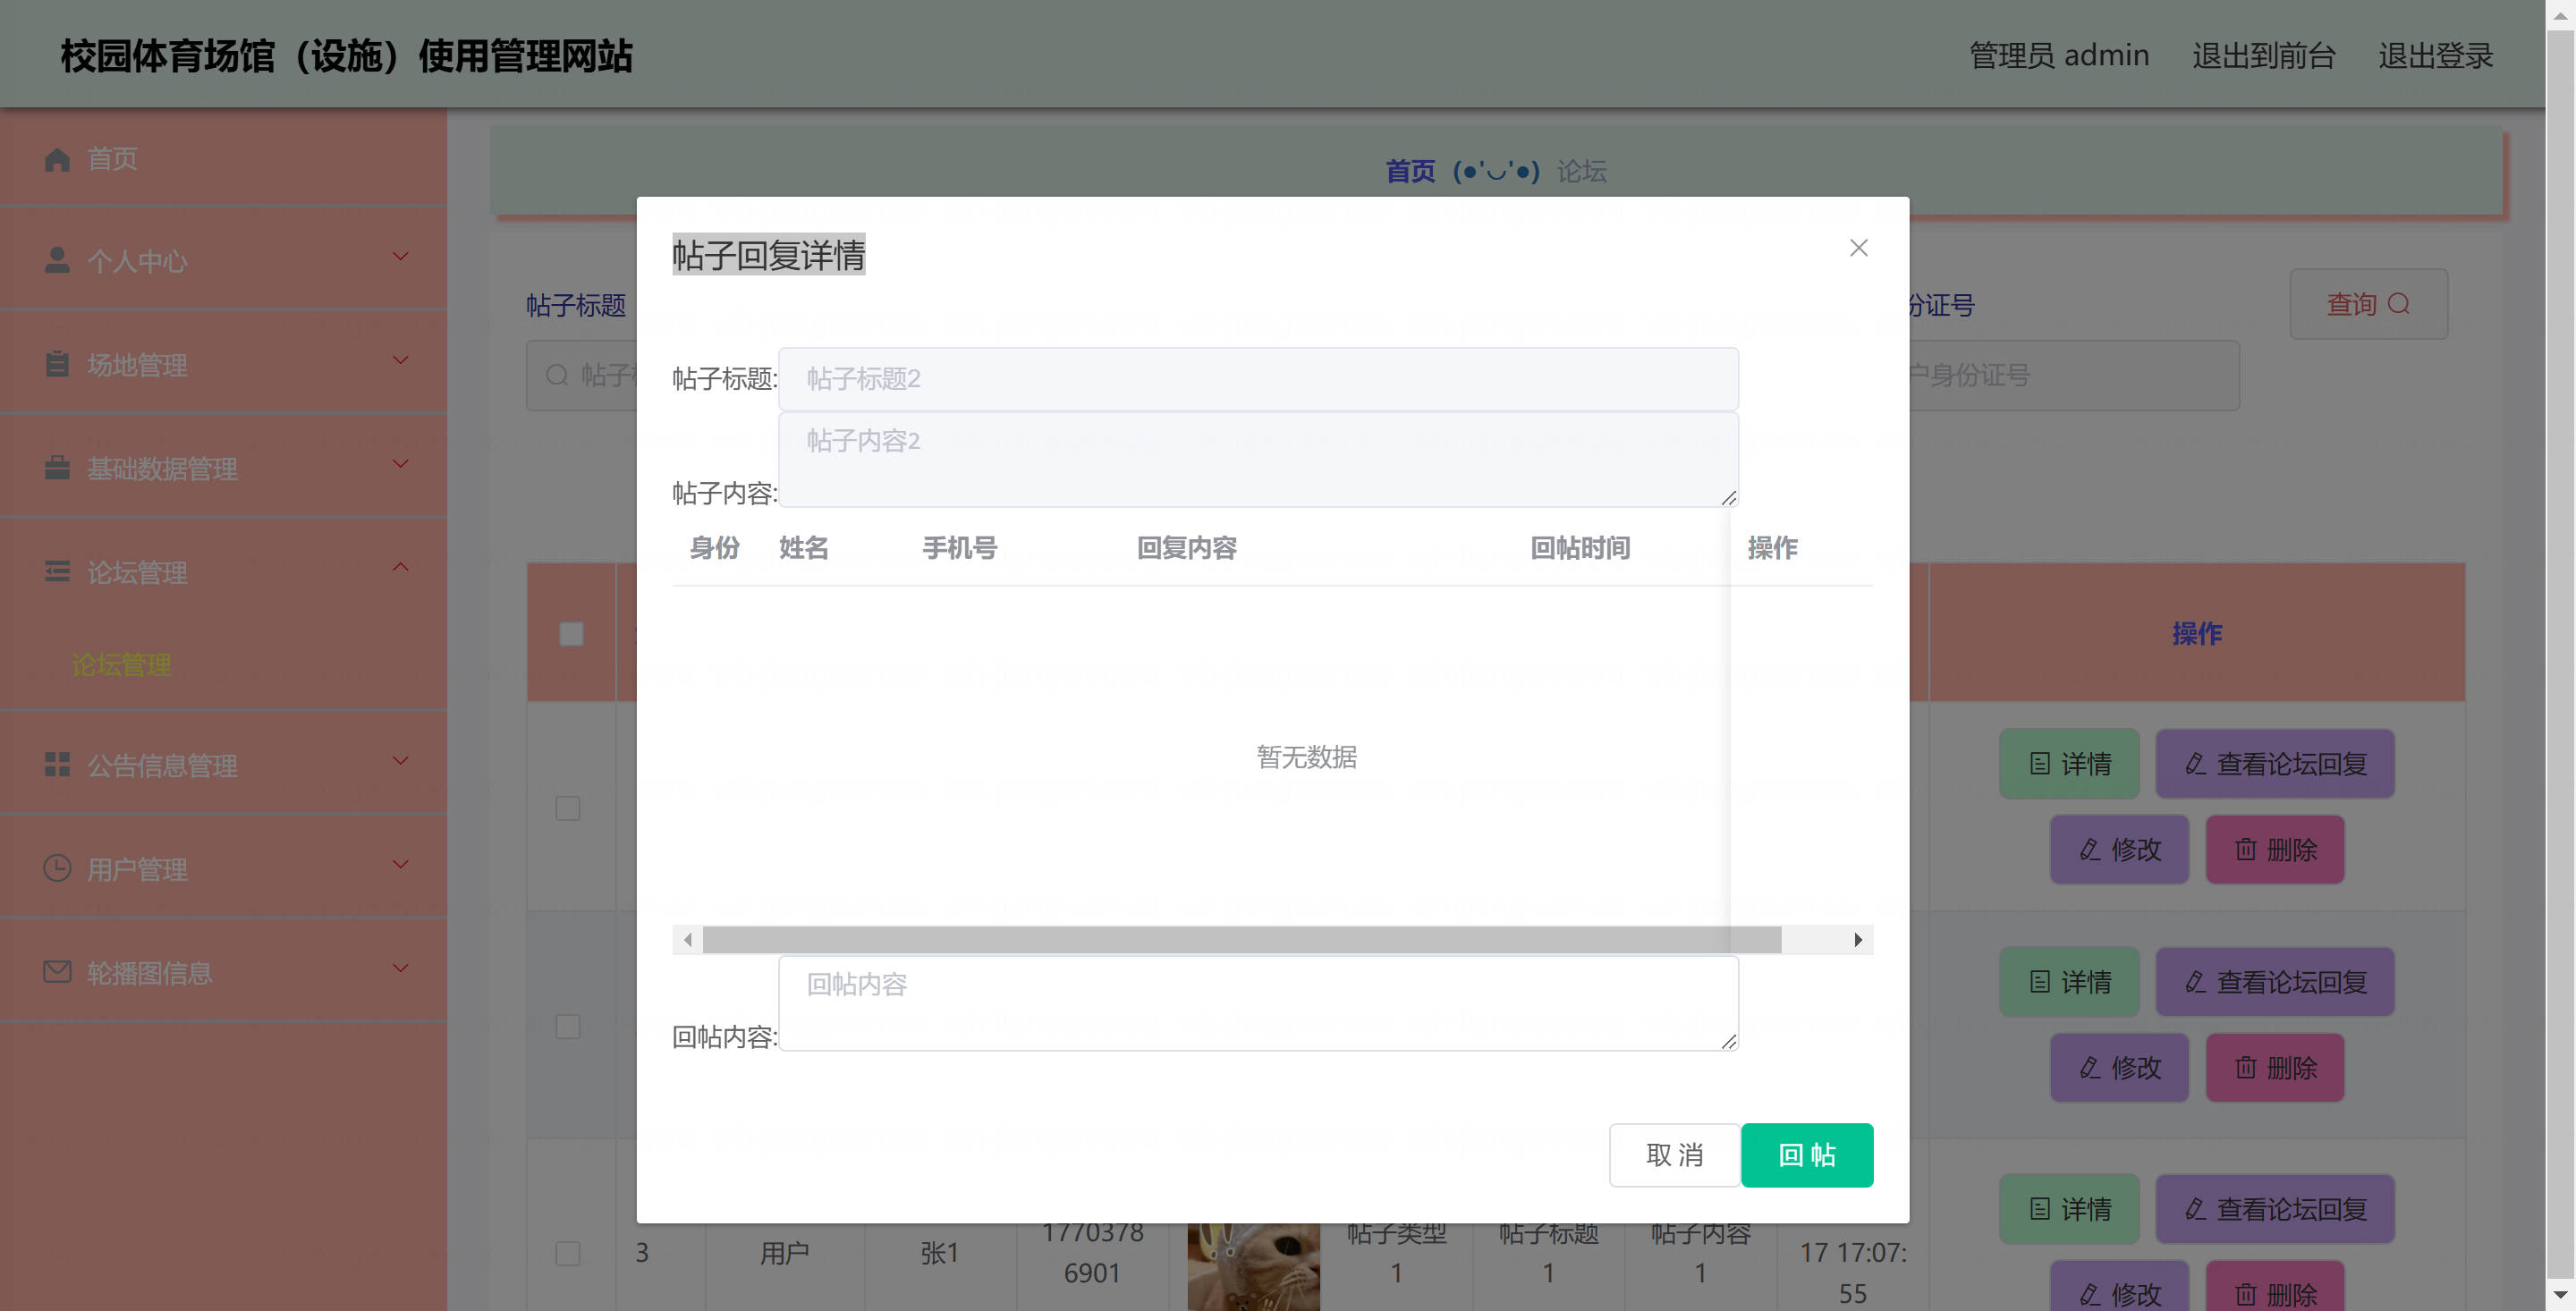 校园体育场馆（设施）使用管理网站
管理员 admin 退出到前台 退出登录
首页
个人中心
场地管理
基础数据管理
论坛管理
论坛管理
公告信息管理
用户管理
轮播图信息
首页 (●'◡'●) 论坛
帖子标题
份证号
查询
户身份证号
帖子回复详情
帖子标题: 帖子标题2
帖子内容2
帖子内容:
身份 姓名 手机号 回复内容 回帖时间 操作
暂无数据
回帖内容
回帖内容:
取 消 回 帖
操作
详情 查看论坛回复
修改 删除
详情 查看论坛回复
修改 删除
详情 查看论坛回复
修改 删除
3 用户 张1
1770378
6901
帖子类型
1
帖子标题
1
帖子内容
1
17 17:07:
55